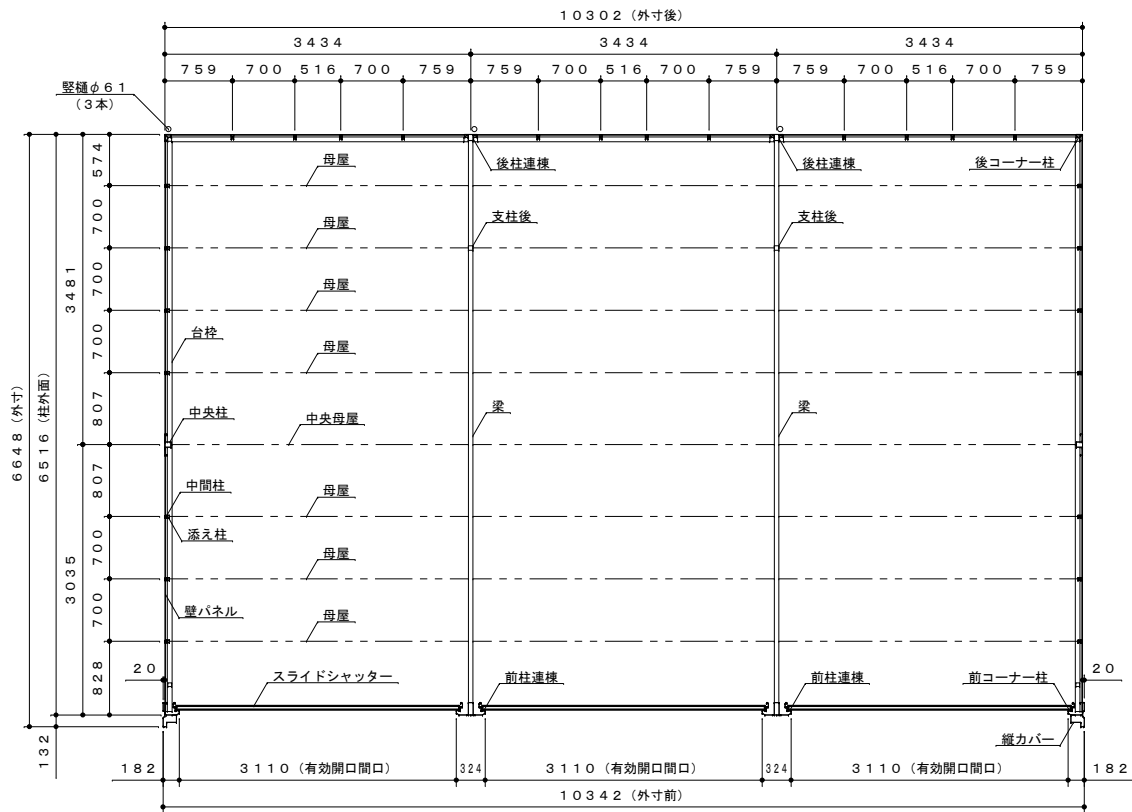 10302（外寸後）
3434 3434 3434
759 700 516 700 759 759 700 516 700 759 759 700 516 700 759
竪樋φ61
（3本）
574
700
700
700
807
807
700
700
828
3481
3035
6516（柱外面）
6648（外寸）
132
母屋
後柱連棟
後柱連棟
後コーナー柱
母屋
支柱後
支柱後
母屋
台枠
母屋
中央柱
中央母屋
梁
梁
中間柱
母屋
添え柱
母屋
壁パネル
母屋
20
スライドシャッター
前柱連棟
前柱連棟
前コーナー柱
20
縦カバー
182 3110（有効開口間口） 324 3110（有効開口間口） 324 3110（有効開口間口） 182
10342（外寸前）